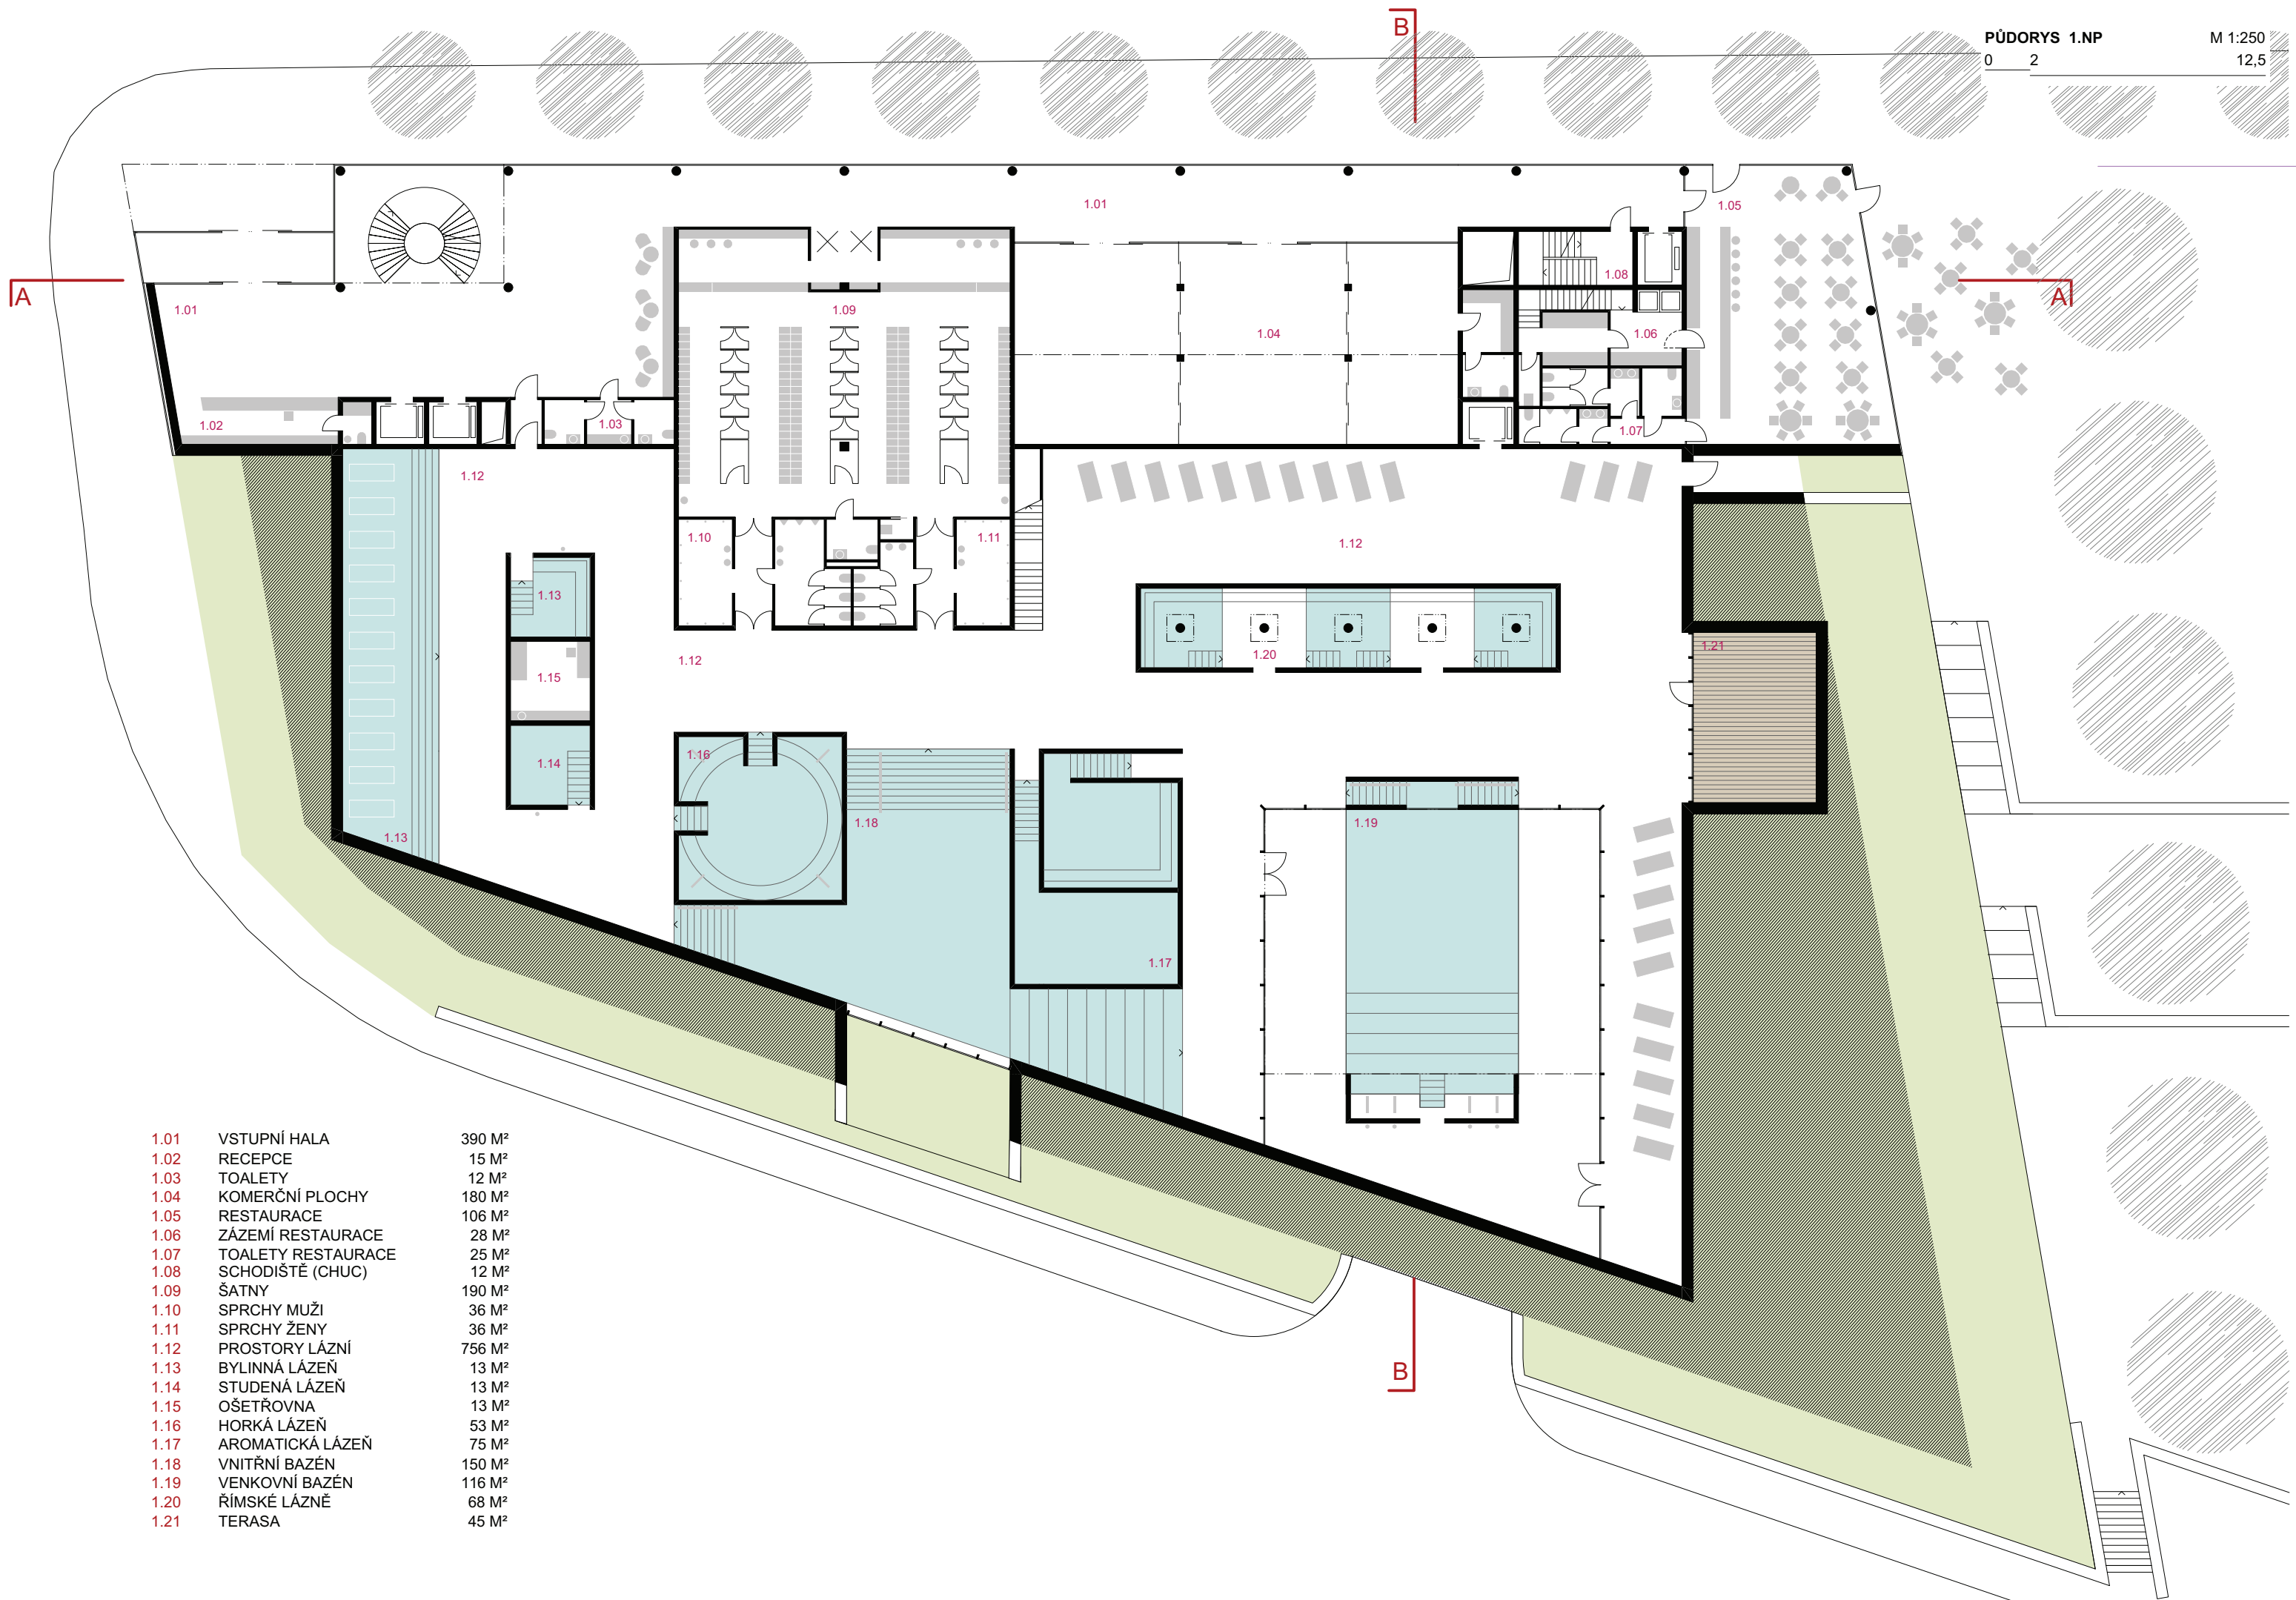 B
PŮDORYS 1.NP M 1:250
0 2 12,5
1.01
1.05
A
A
1.08
1.01
1.09
1.04
1.06
1.02
1.03
1.07
1.12
1.10
1.11
1.12
1.13
1.12
1.20
1.21
1.15
1.16
1.14
1.18
1.19
1.13
1.17
B
1.01 VSTUPNÍ HALA 390 M²
1.02 RECEPCE 15 M²
1.03 TOALETY 12 M²
1.04 KOMERČNÍ PLOCHY 180 M²
1.05 RESTAURACE 106 M²
1.06 ZÁZEMÍ RESTAURACE 28 M²
1.07 TOALETY RESTAURACE 25 M²
1.08 SCHODIŠTĚ (CHUC) 12 M²
1.09 ŠATNY 190 M²
1.10 SPRCHY MUŽI 36 M²
1.11 SPRCHY ŽENY 36 M²
1.12 PROSTORY LÁZNÍ 756 M²
1.13 BYLINNÁ LÁZEŇ 13 M²
1.14 STUDENÁ LÁZEŇ 13 M²
1.15 OŠETŘOVNA 13 M²
1.16 HORKÁ LÁZEŇ 53 M²
1.17 AROMATICKÁ LÁZEŇ 75 M²
1.18 VNITŘNÍ BAZÉN 150 M²
1.19 VENKOVNÍ BAZÉN 116 M²
1.20 ŘÍMSKÉ LÁZNĚ 68 M²
1.21 TERASA 45 M²